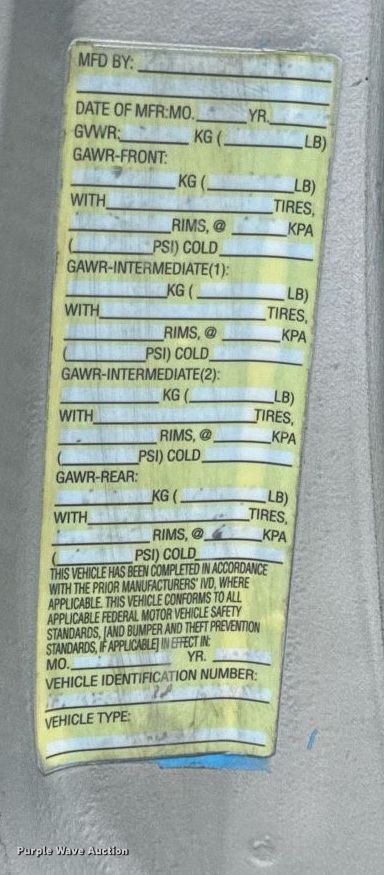 MFD BY:
DATE OF MFR:MO. YR.
GVWR: KG ( LB)
GAWR-FRONT:
KG ( LB)
WITH TIRES,
RIMS, @ KPA
( PSI) COLD
GAWR-INTERMEDIATE(1):
KG ( LB)
WITH TIRES,
RIMS, @ KPA
( PSI) COLD
GAWR-INTERMEDIATE(2):
KG ( LB)
WITH TIRES,
RIMS, @ KPA
( PSI) COLD
GAWR-REAR:
KG ( LB)
WITH TIRES,
RIMS, @ KPA
( PSI) COLD
THIS VEHICLE HAS BEEN COMPLETED IN ACCORDANCE
WITH THE PRIOR MANUFACTURERS' IVD, WHERE
APPLICABLE. THIS VEHICLE CONFORMS TO ALL
APPLICABLE FEDERAL MOTOR VEHICLE SAFETY
STANDARDS, [AND BUMPER AND THEFT PREVENTION
STANDARDS, IF APPLICABLE] IN EFFECT IN:
MO. YR.
VEHICLE IDENTIFICATION NUMBER:
VEHICLE TYPE:
Purple Wave Auction